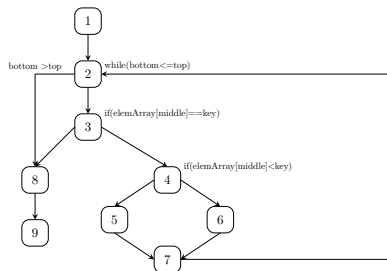 1
bottom >top
while(bottom<=top)
2
if(elemArray[middle]==key)
3
if(elemArray[middle]<key)
8
4
5
6
9
7